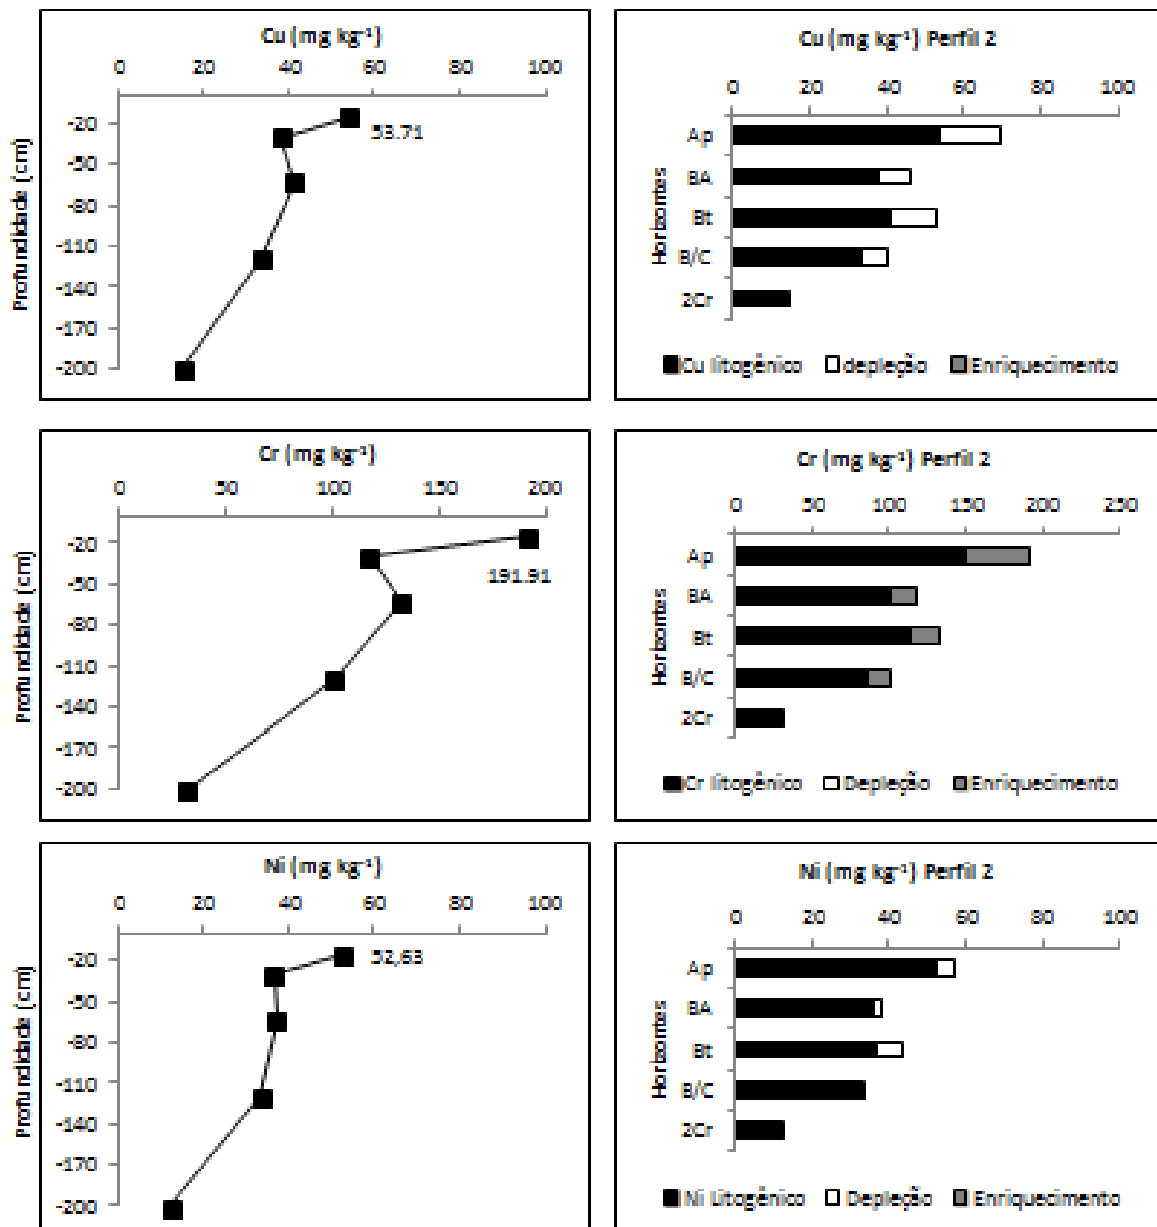 Cu (mg kg⁻¹)
0 20 40 60 80 100
Profundidade (cm)
-20
-50
-80
-110
-140
-170
-200
53.71
Cu (mg kg⁻¹) Perfil 2
0 20 40 60 80 100
Horizontes
Ap
BA
Bt
B/C
2Cr
Cu litogênico depleção Enriquecimento
Cr (mg kg⁻¹)
0 50 100 150 200
Profundidade (cm)
-20
-50
-80
-110
-140
-170
-200
191.91
Cr (mg kg⁻¹) Perfil 2
0 50 100 150 200 250
Horizontes
Ap
BA
Bt
B/C
2Cr
Cr litogênico Depleção Enriquecimento
Ni (mg kg⁻¹)
0 20 40 60 80 100
Profundidade (cm)
-20
-50
-80
-110
-140
-170
-200
52,63
Ni (mg kg⁻¹) Perfil 2
0 20 40 60 80 100
Horizontes
Ap
BA
Bt
B/C
2Cr
Ni Litogênico Depleção Enriquecimento